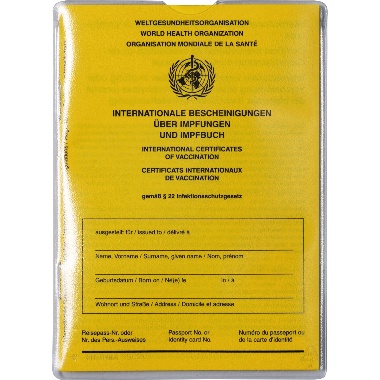 WELTGESUNDHEITSORGANISATION
WORLD HEALTH ORGANIZATION
ORGANISATION MONDIALE DE LA SANTÉ
INTERNATIONALE BESCHEINIGUNGEN
ÜBER IMPFUNGEN
UND IMPFBUCH
INTERNATIONAL CERTIFICATES
OF VACCINATION
CERTIFICATS INTERNATIONAUX
DE VACCINATION
gemäß § 22 Infektionsschutzgesetz
ausgestellt für / issued to / délivré à
Name, Vorname / Surname, given name / Nom, prénom
Geburtsdatum / Born on / Né(e) le in / à
Wohnort und Straße / Address / Domicile et adresse
Reisepass-Nr. oder Passport No. or Numéro du passeport ou
Nr. des Pers.-Ausweises Identity card No. de la carte d'identité